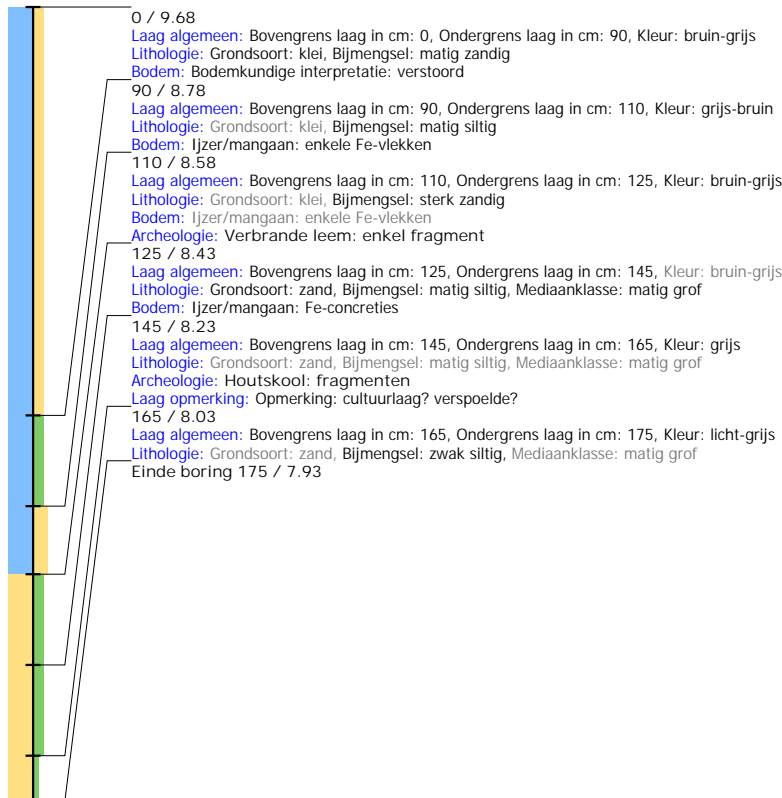 0 / 9.68
Laag algemeen: Bovengrens laag in cm: 0, Ondergrens laag in cm: 90, Kleur: bruin-grijs
Lithologie: Grondsoort: klei, Bijmengsel: matig zandig
Bodem: Bodemkundige interpretatie: verstoord
90 / 8.78
Laag algemeen: Bovengrens laag in cm: 90, Ondergrens laag in cm: 110, Kleur: grijs-bruin
Lithologie: Grondsoort: klei, Bijmengsel: matig siltig
Bodem: Ijzer/mangaan: enkele Fe-vlekken
110 / 8.58
Laag algemeen: Bovengrens laag in cm: 110, Ondergrens laag in cm: 125, Kleur: bruin-grijs
Lithologie: Grondsoort: klei, Bijmengsel: sterk zandig
Bodem: Ijzer/mangaan: enkele Fe-vlekken
Archeologie: Verbrande leem: enkel fragment
125 / 8.43
Laag algemeen: Bovengrens laag in cm: 125, Ondergrens laag in cm: 145, Kleur: bruin-grijs
Lithologie: Grondsoort: zand, Bijmengsel: matig siltig, Mediaanklasse: matig grof
Bodem: Ijzer/mangaan: Fe-concreties
145 / 8.23
Laag algemeen: Bovengrens laag in cm: 145, Ondergrens laag in cm: 165, Kleur: grijs
Lithologie: Grondsoort: zand, Bijmengsel: matig siltig, Mediaanklasse: matig grof
Archeologie: Houtskool: fragmenten
Laag opmerking: Opmerking: cultuurlaag? verspoelde?
165 / 8.03
Laag algemeen: Bovengrens laag in cm: 165, Ondergrens laag in cm: 175, Kleur: licht-grijs
Lithologie: Grondsoort: zand, Bijmengsel: zwak siltig, Mediaanklasse: matig grof
Einde boring 175 / 7.93